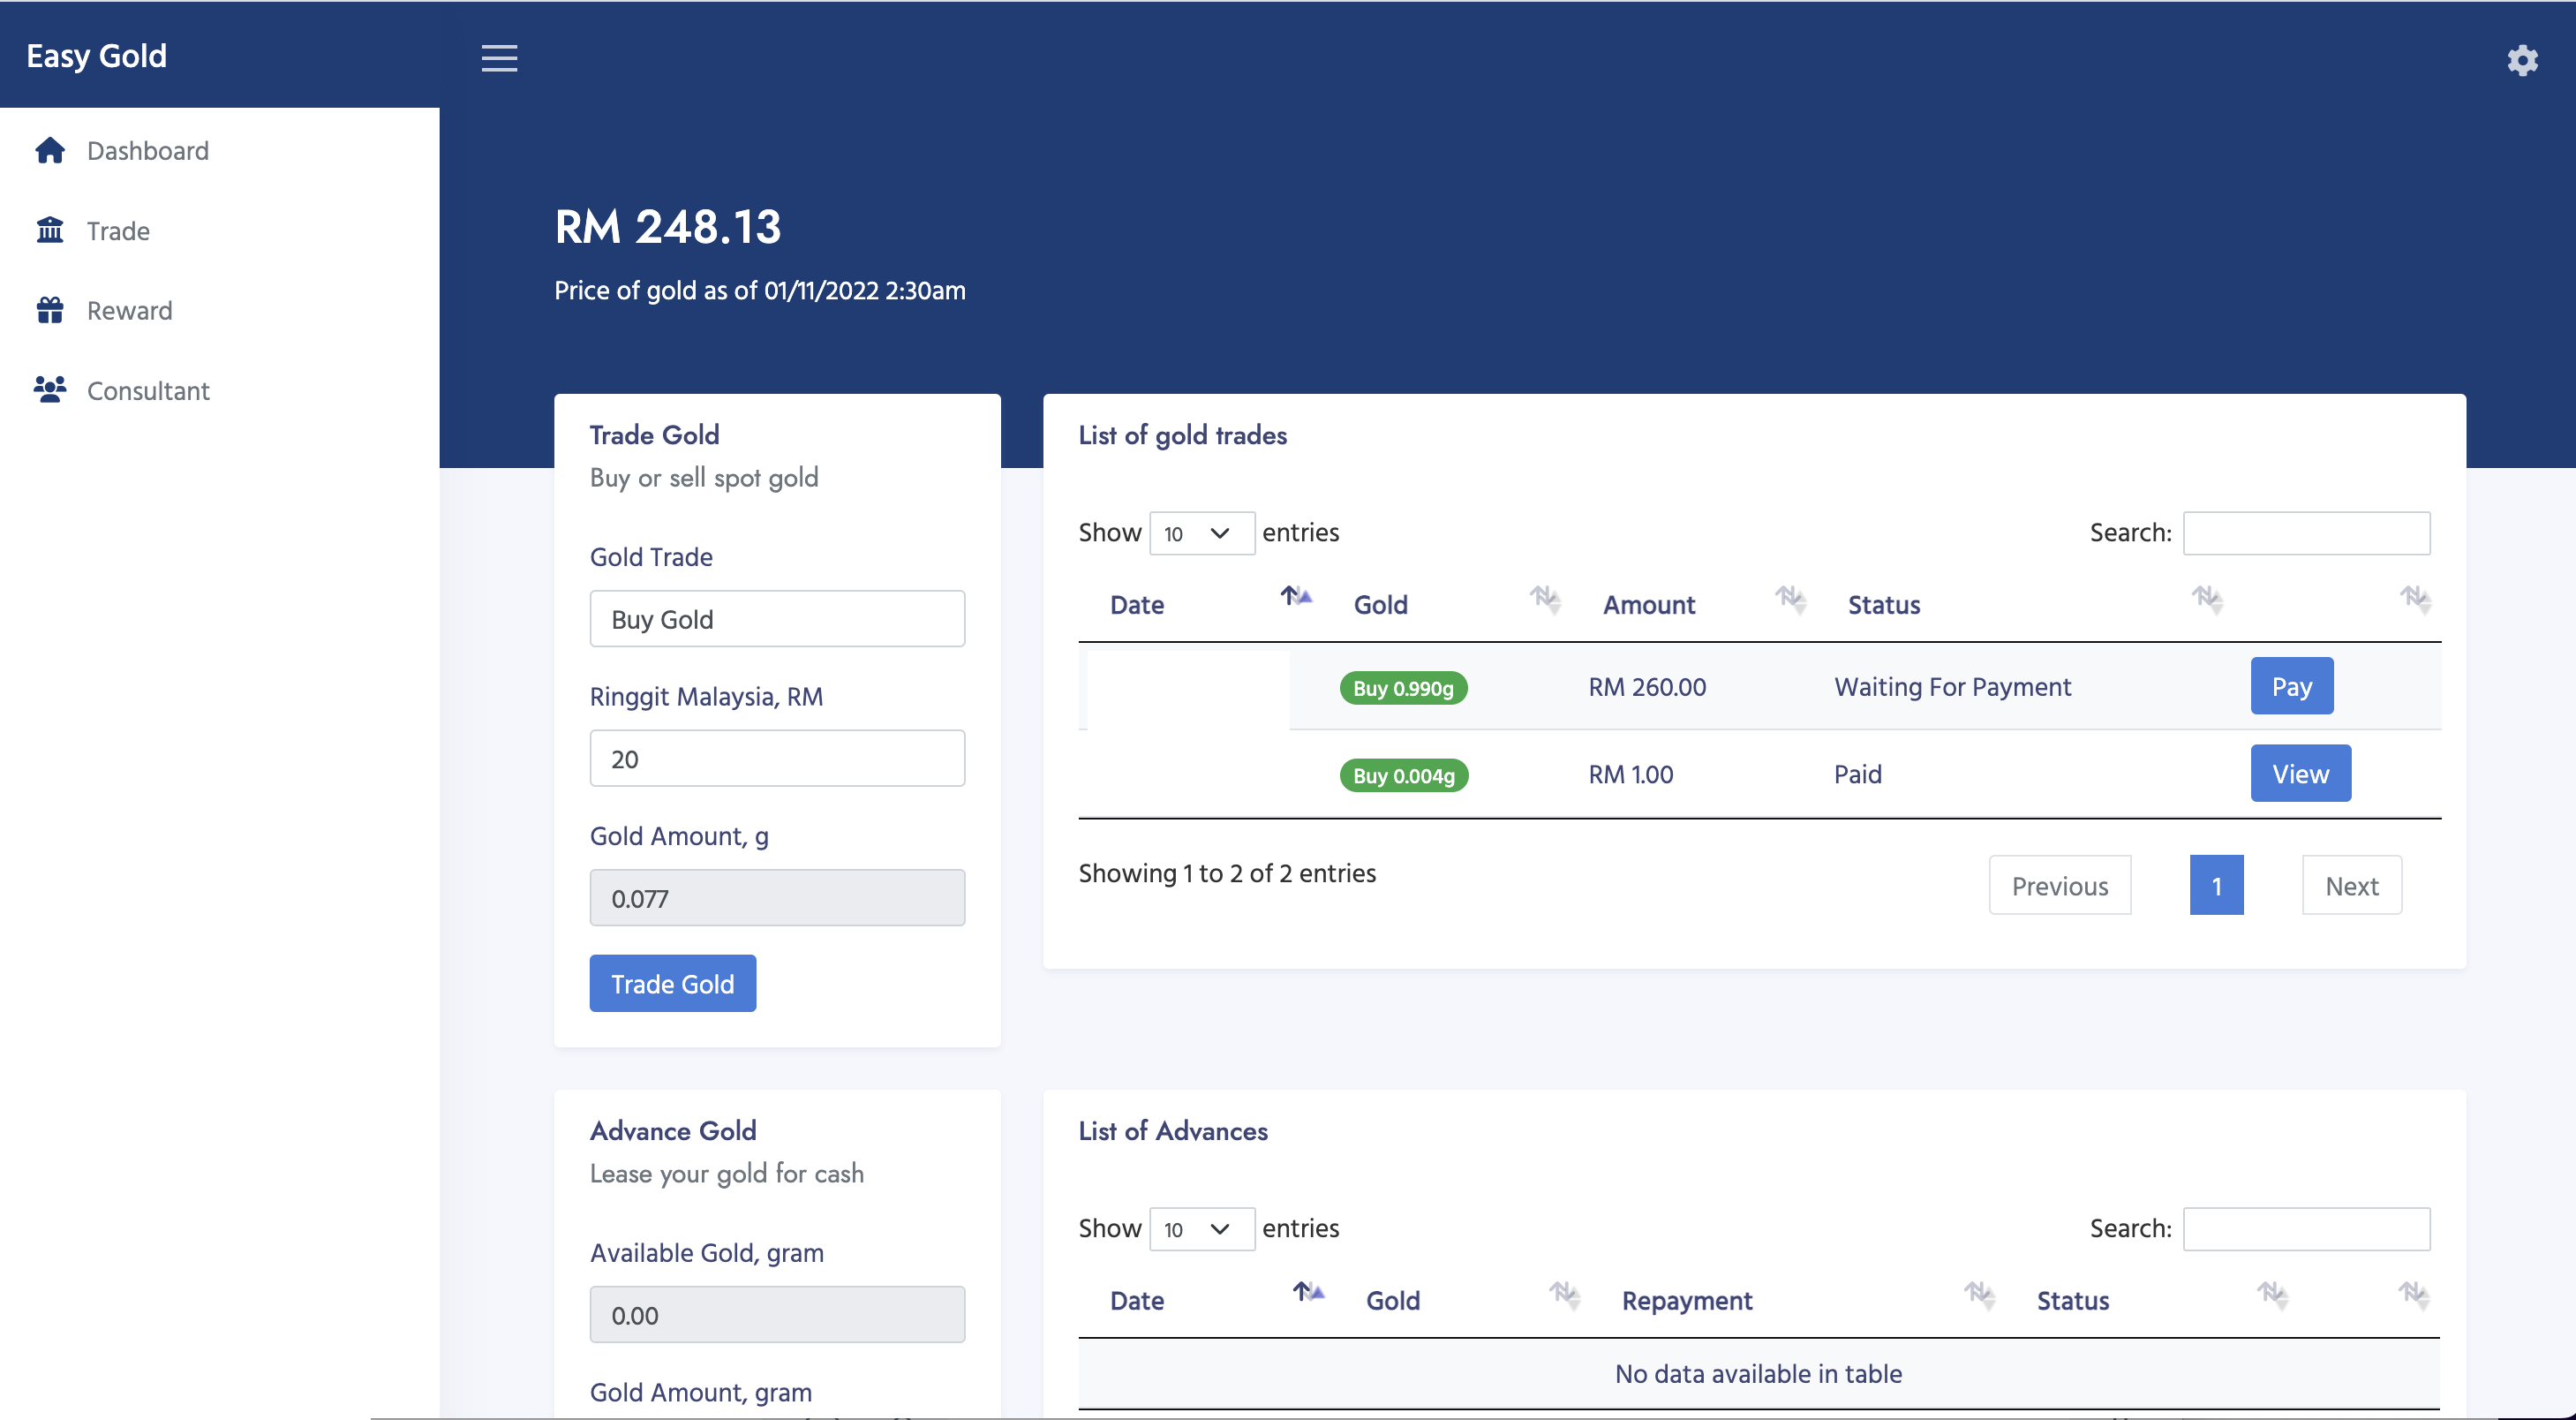 Easy Gold
Dashboard
Trade
Reward
Consultant
RM 248.13
Price of gold as of 01/11/2022 2:30am
Trade Gold
Buy or sell spot gold
Gold Trade
Buy Gold
Ringgit Malaysia, RM
20
Gold Amount, g
0.077
Trade Gold
List of gold trades
Show 10 entries Search:
Date Gold Amount Status
Buy 0.990g RM 260.00 Waiting For Payment Pay
Buy 0.004g RM 1.00 Paid View
Showing 1 to 2 of 2 entries Previous 1 Next
Advance Gold
Lease your gold for cash
Available Gold, gram
0.00
Gold Amount, gram
List of Advances
Show 10 entries Search:
Date Gold Repayment Status
No data available in table